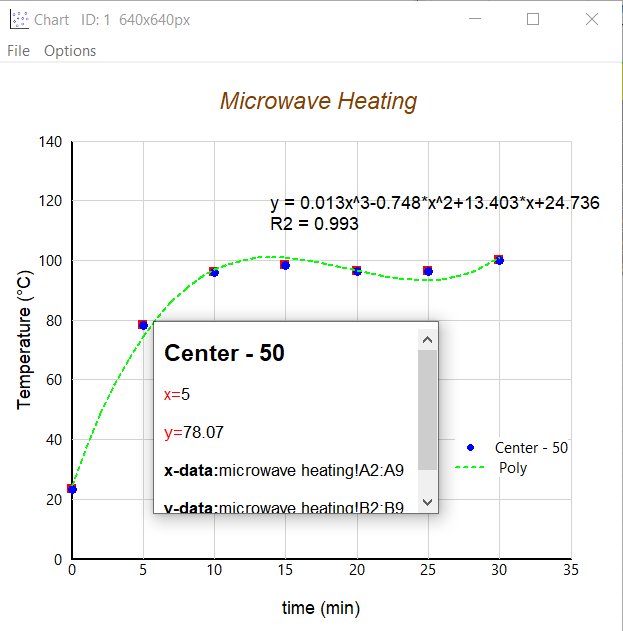 Chart ID: 1 640x640px
File Options
Microwave Heating
140
120
100
80
60
40
20
0
Temperature (°C)
y = 0.013x^3-0.748*x^2+13.403*x+24.736
R2 = 0.993
Center - 50
x=5
y=78.07
x-data:microwave heating!A2:A9
y-data:microwave heating!B2:B9
Center - 50
Poly
0 5 10 15 20 25 30 35
time (min)